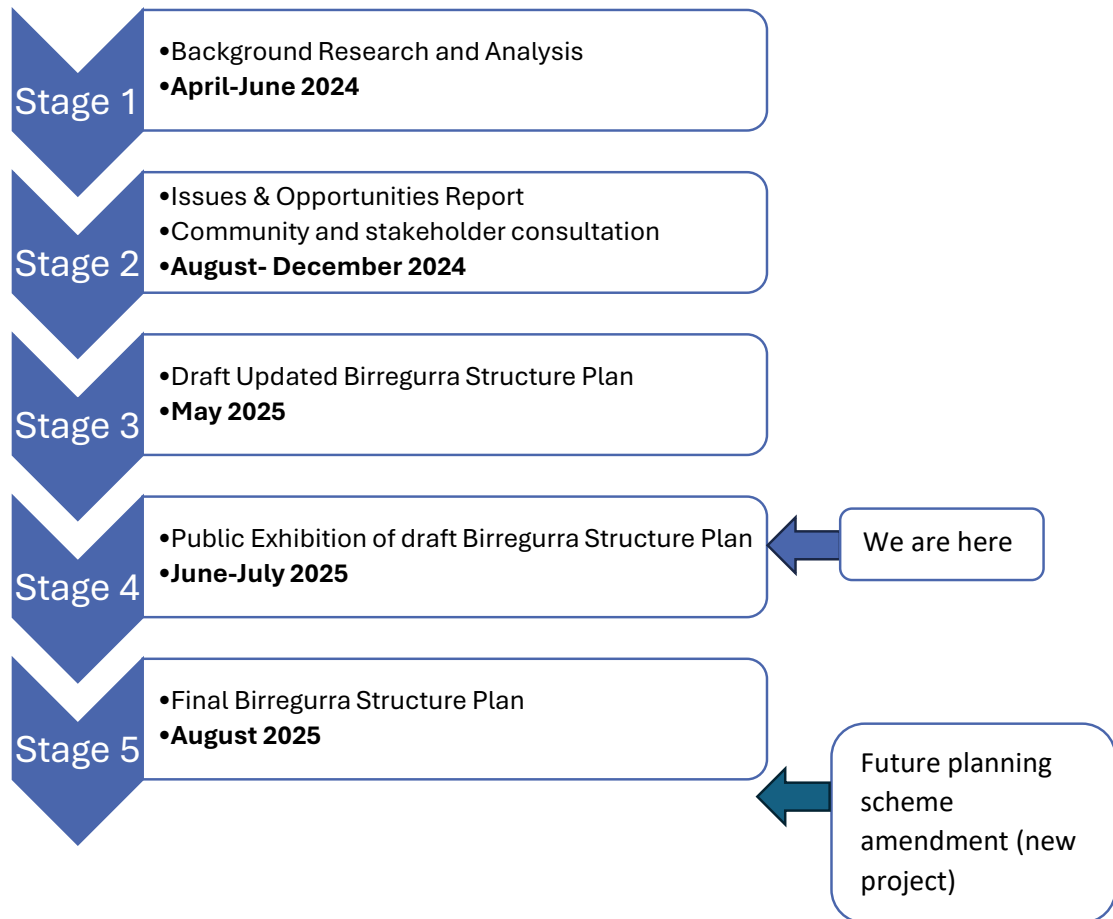 Stage 1
•Background Research and Analysis
•April-June 2024
Stage 2
•Issues & Opportunities Report
•Community and stakeholder consultation
•August- December 2024
Stage 3
•Draft Updated Birregurra Structure Plan
•May 2025
Stage 4
•Public Exhibition of draft Birregurra Structure Plan
•June-July 2025
We are here
Stage 5
•Final Birregurra Structure Plan
•August 2025
Future planning
scheme
amendment (new
project)